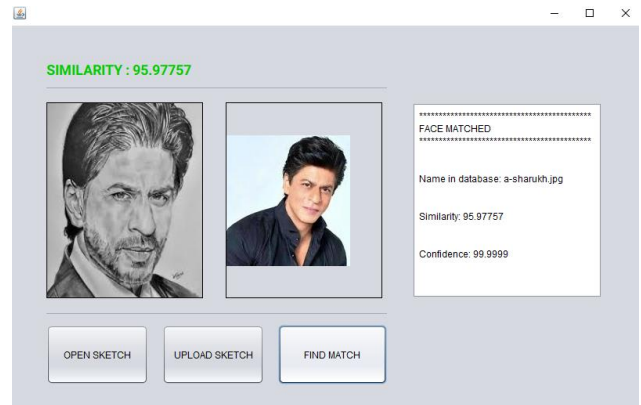 SIMILARITY : 95.97757
********************************************
FACE MATCHED
********************************************
Name in database: a-sharukh.jpg
Similarity: 95.97757
Confidence: 99.9999
OPEN SKETCH
UPLOAD SKETCH
FIND MATCH